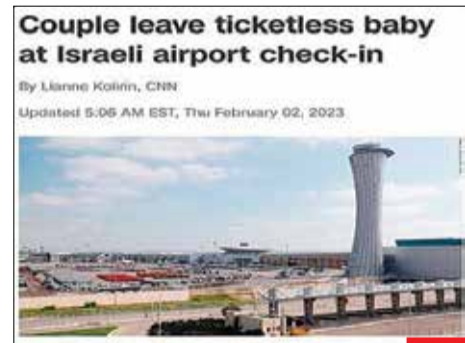 Couple leave ticketless baby
at Israeli airport check-in
By Lianne Kolirin, CNN
Updated 5:06 AM EST, Thu February 02, 2023